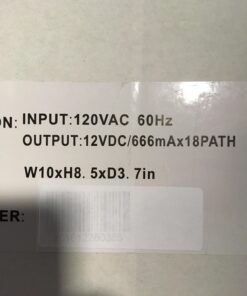 ON: INPUT:120VAC 60Hz
OUTPUT:12VDC/666mAx18PATH
W10xH8.5xD3.7in
ER: